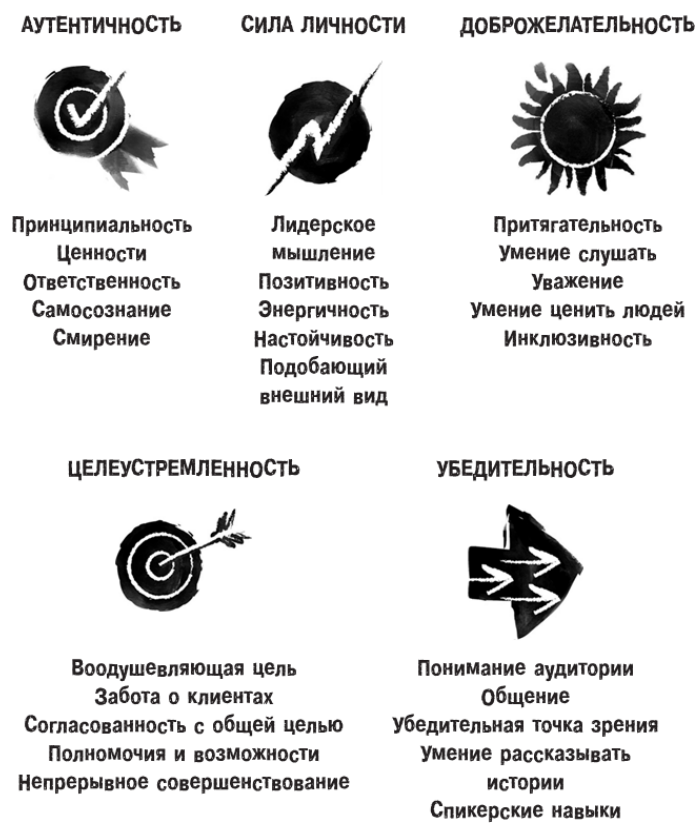 АУТЕНТИЧНОСТЬ
Принципиальность
Ценности
Ответственность
Самосознание
Смирение
СИЛА ЛИЧНОСТИ
Лидерское
мышление
Позитивность
Энергичность
Настойчивость
Подобающий
внешний вид
ДОБРОЖЕЛАТЕЛЬНОСТЬ
Притягательность
Умение слушать
Уважение
Умение ценить людей
Инклюзивность
ЦЕЛЕУСТРЕМЛЕННОСТЬ
Воодушевляющая цель
Забота о клиентах
Согласованность с общей целью
Полномочия и возможности
Непрерывное совершенствование
УБЕДИТЕЛЬНОСТЬ
Понимание аудитории
Общение
Убедительная точка зрения
Умение рассказывать
истории
Спикерские навыки